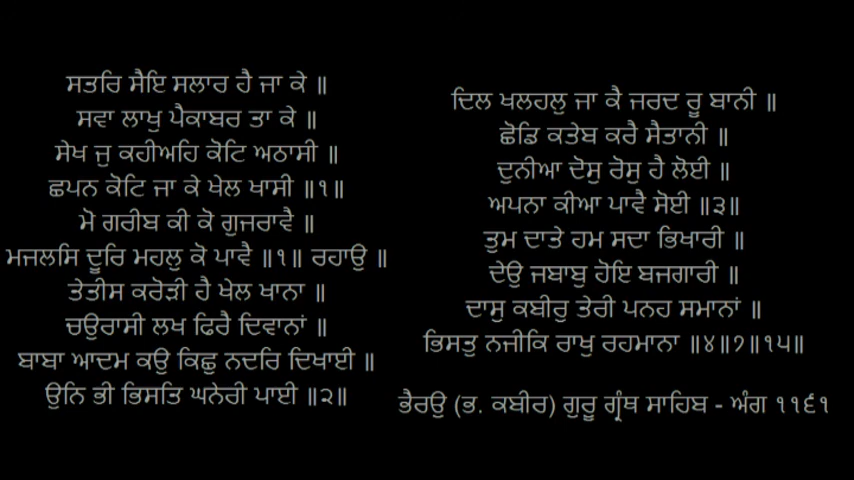 ਸਤਰਿ ਸੈਇ ਸਲਾਰ ਹੈ ਜਾ ਕੇ ॥
ਸਵਾ ਲਾਖੁ ਪੈਕਾਬਰ ਤਾ ਕੇ ॥
ਸੇਖ ਜੁ ਕਹੀਅਹਿ ਕੋਟਿ ਅਠਾਸੀ ॥
ਛਪਨ ਕੋਟਿ ਜਾ ਕੇ ਖੇਲ ਖਾਸੀ ॥੧॥
ਮੋ ਗਰੀਬ ਕੀ ਕੋ ਗੁਜਰਾਵੈ ॥
ਮਜਲਸਿ ਦੂਰਿ ਮਹਲੁ ਕੋ ਪਾਵੈ ॥੧॥ ਰਹਾਉ ॥
ਤੇਤੀਸ ਕਰੋੜੀ ਹੈ ਖੇਲ ਖਾਨਾ ॥
ਚਉਰਾਸੀ ਲਖ ਫਿਰੈ ਦਿਵਾਨਾਂ ॥
ਬਾਬਾ ਆਦਮ ਕਉ ਕਿਛੁ ਨਦਰਿ ਦਿਖਾਈ ॥
ਉਨਿ ਭੀ ਭਿਸਤਿ ਘਨੇਰੀ ਪਾਈ ॥੨॥
ਦਿਲ ਖਲਹਲੁ ਜਾ ਕੈ ਜਰਦ ਰੂ ਬਾਨੀ ॥
ਛੋਡਿ ਕਤੇਬ ਕਰੈ ਸੈਤਾਨੀ ॥
ਦੁਨੀਆ ਦੋਸੁ ਰੋਸੁ ਹੈ ਲੋਈ ॥
ਅਪਨਾ ਕੀਆ ਪਾਵੈ ਸੋਈ ॥੩॥
ਤੁਮ ਦਾਤੇ ਹਮ ਸਦਾ ਭਿਖਾਰੀ ॥
ਦੇਉ ਜਬਾਬੁ ਹੋਇ ਬਜਗਾਰੀ ॥
ਦਾਸੁ ਕਬੀਰੁ ਤੇਰੀ ਪਨਹ ਸਮਾਨਾਂ ॥
ਭਿਸਤੁ ਨਜੀਕਿ ਰਾਖੁ ਰਹਮਾਨਾ ॥੪॥੭॥੧੫॥
ਭੈਰਉ (ਭ. ਕਬੀਰ) ਗੁਰੂ ਗ੍ਰੰਥ ਸਾਹਿਬ - ਅੰਗ ੧੧੬੧